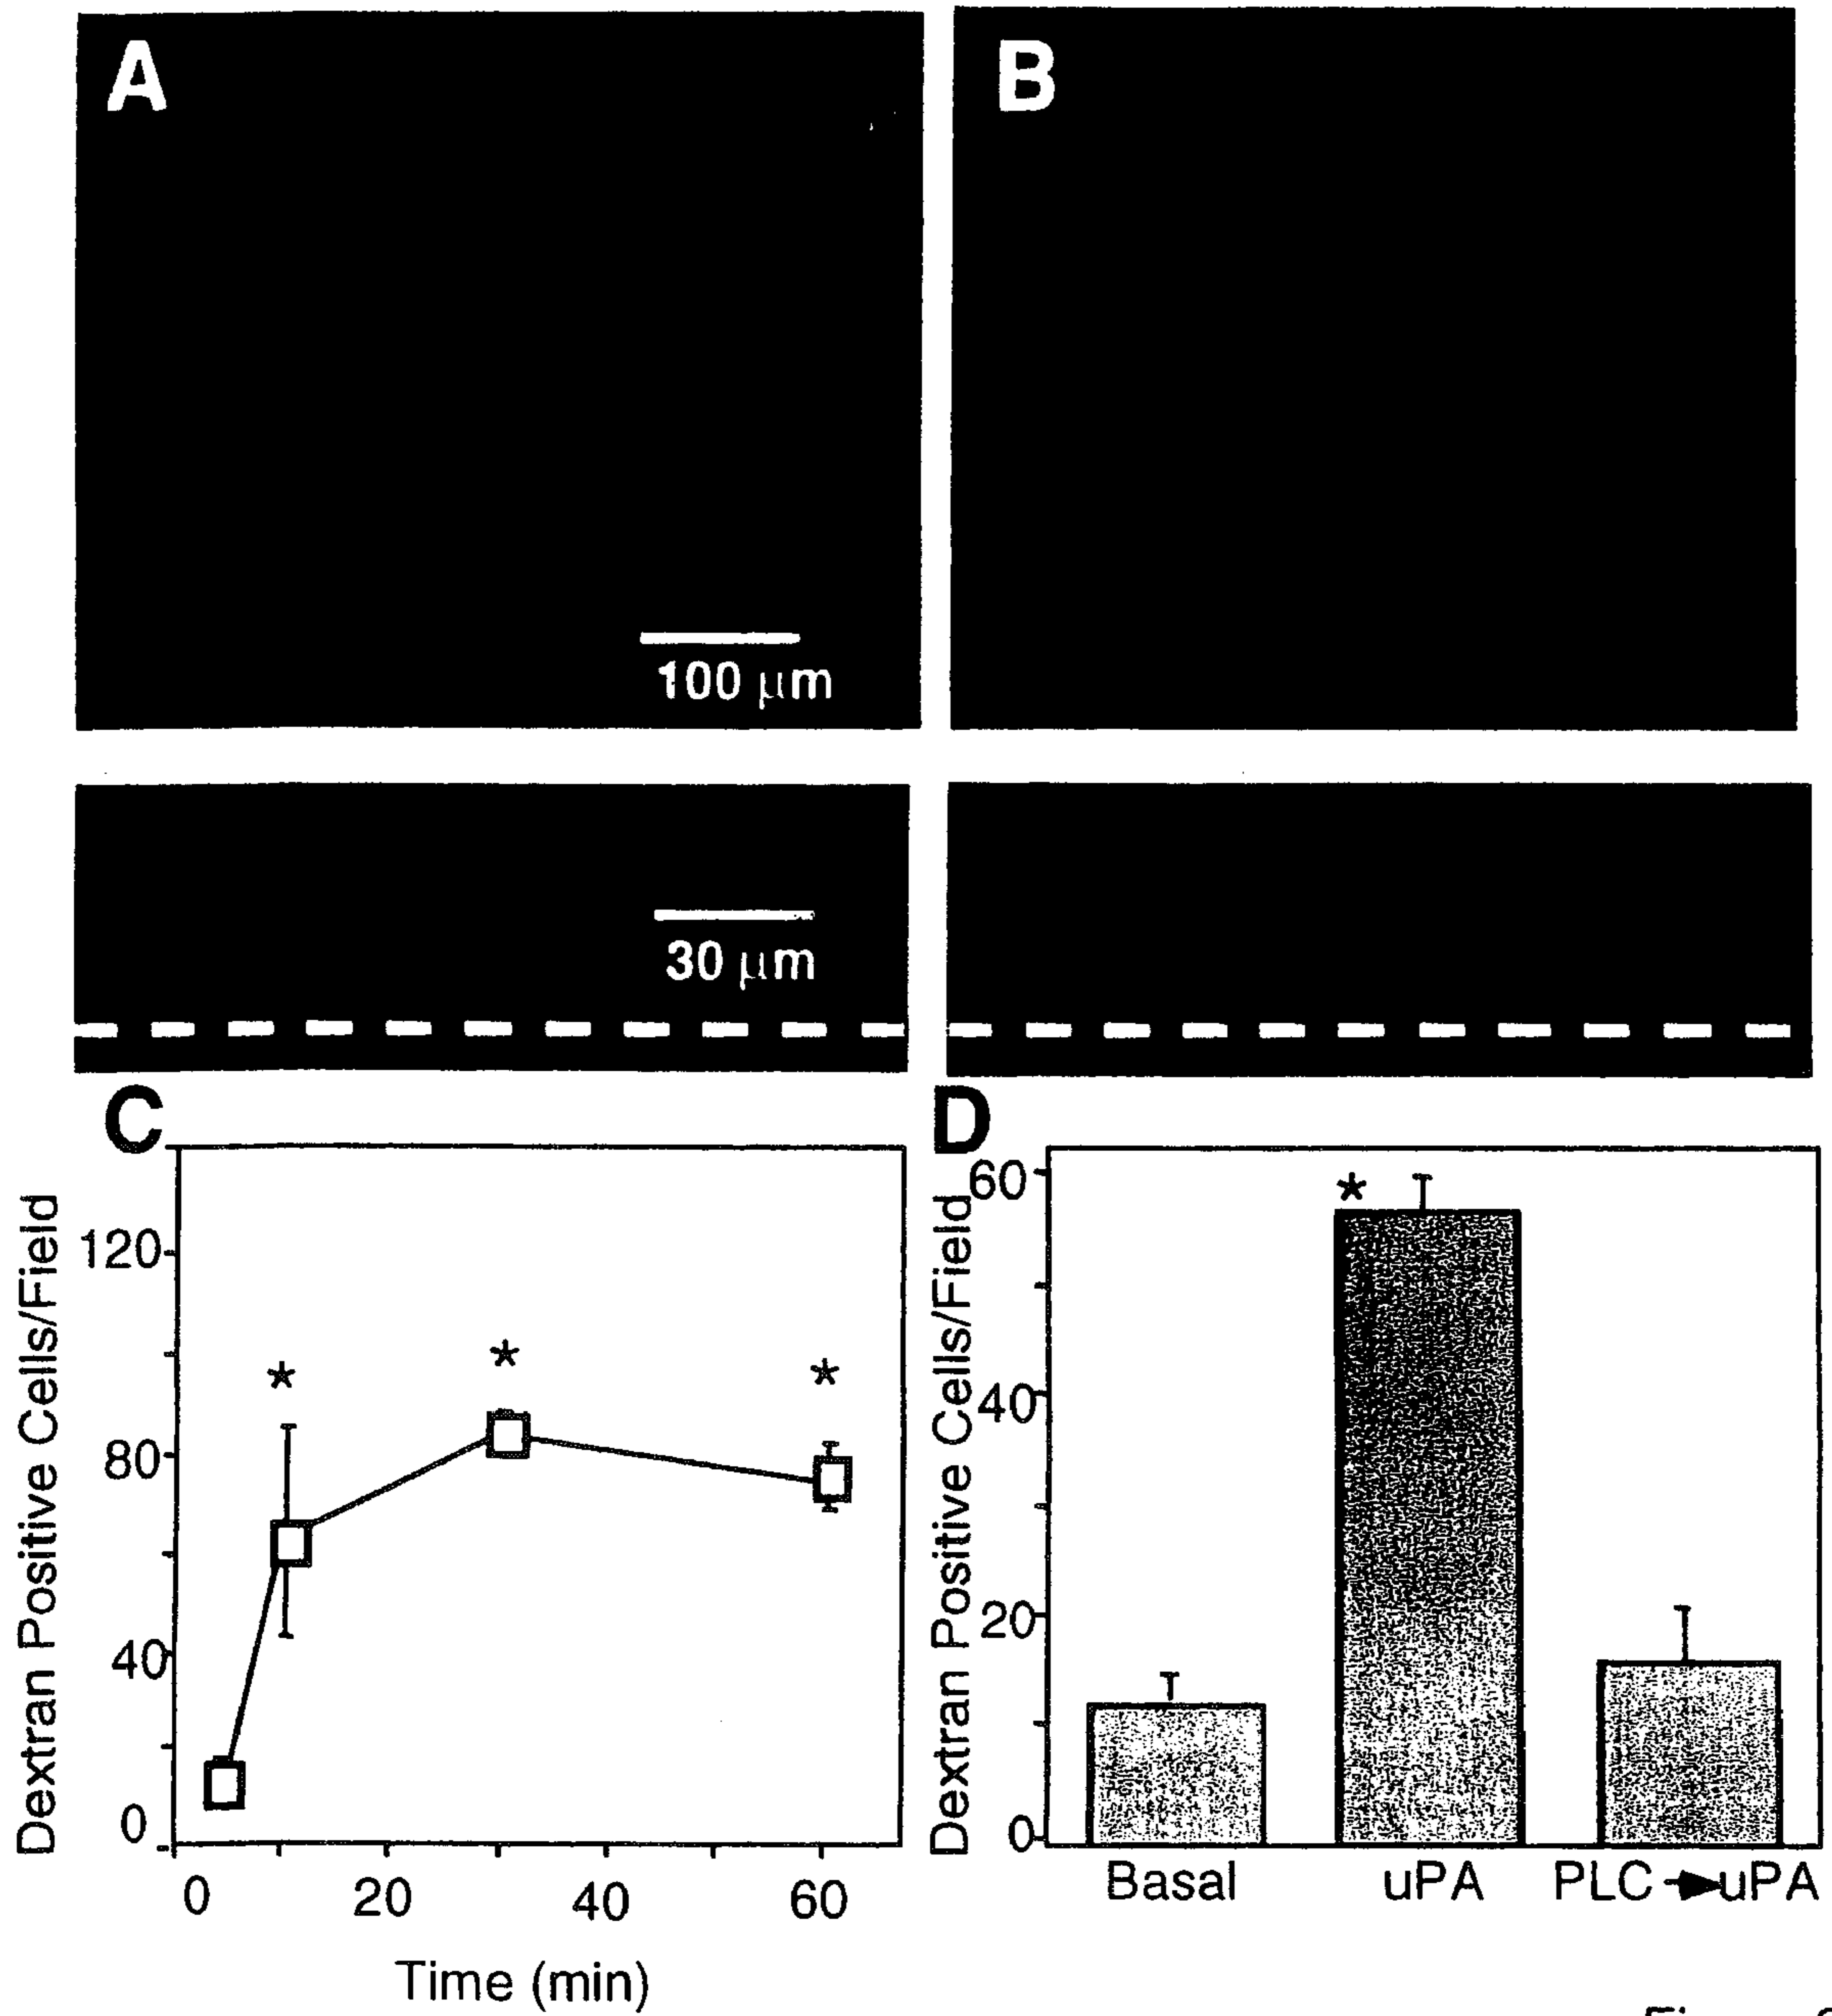 A
B
100 μm
30 μm
C
D
Dextran Positive Cells/Field
120
80
40
0
*
*
*
0
20
40
60
Time (min)
Dextran Positive Cells/Field
60
40
20
0
*
Basal
uPA
PLC → uPA